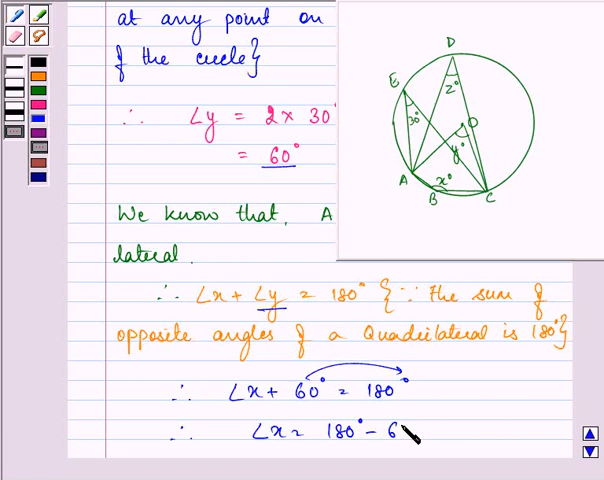 at any point on
of the circle}
∴ ∠y = 2 × 30°
= 60°
We know that, A
lateral.
∴ ∠x + ∠y = 180° {∵ the sum of
opposite angles of a Quadrilateral is 180°}
∴ ∠x + 60° = 180°
∴ ∠x = 180° - 6
D
E
z°
30°
O
y°
A
x°
B
C